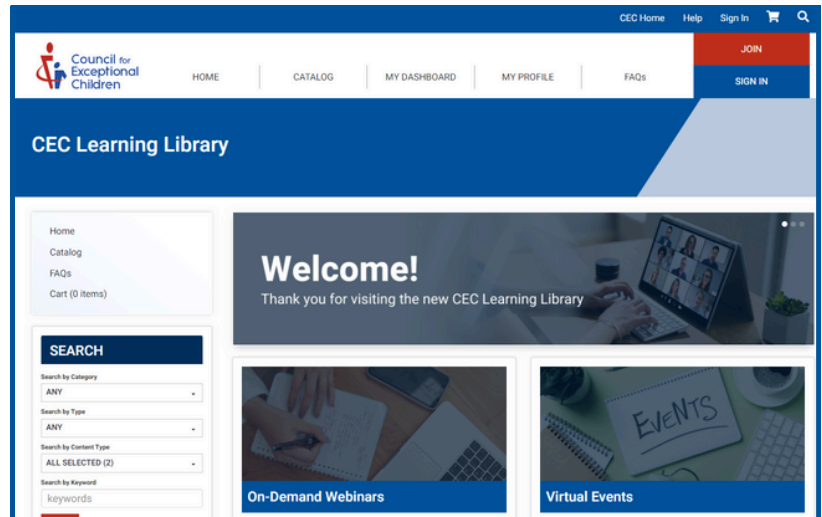 CEC Home Help Sign In
Council for
Exceptional
Children
HOME CATALOG MY DASHBOARD MY PROFILE FAQs
JOIN
SIGN IN
CEC Learning Library
Home
Catalog
FAQs
Cart (0 items)
Welcome!
Thank you for visiting the new CEC Learning Library
SEARCH
Search by Category
ANY
Search by Type
ANY
Search by Content Type
ALL SELECTED (2)
Search by Keyword
keywords
EVENTS
On-Demand Webinars
Virtual Events